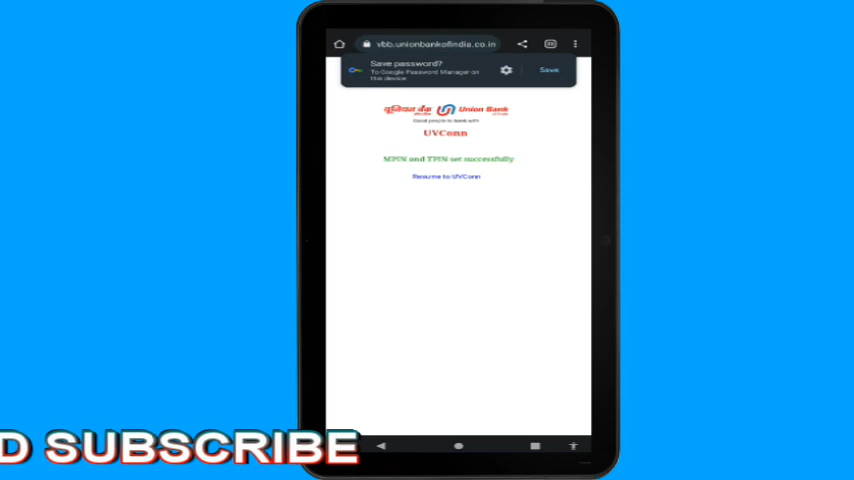 vbb.unionbankofindia.co.in
Save password?
To Google Password Manager on
this device
Save
यूनियन बैंक Union Bank
Good people to bank with
UVConn
MPIN and TPIN set successfully
Resume to UVConn
D SUBSCRIBE